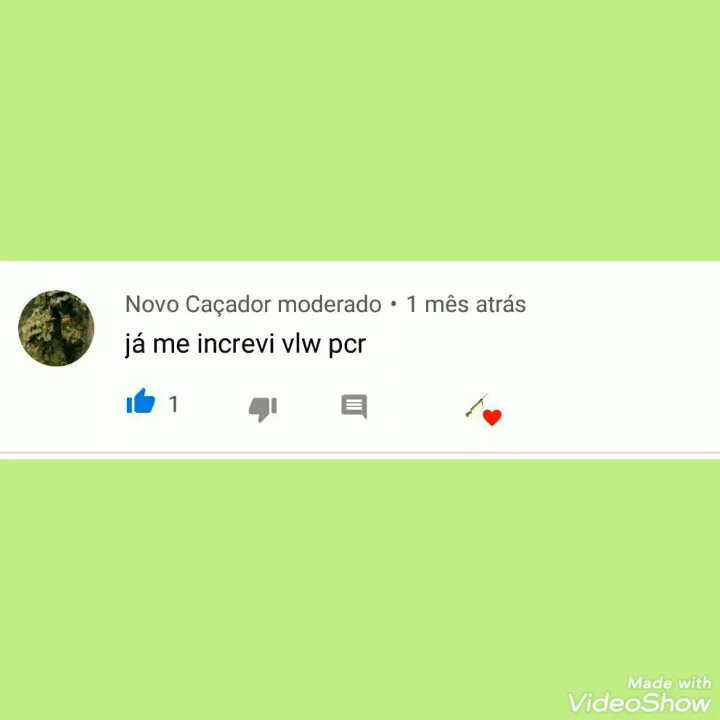 Novo Caçador moderado • 1 mês atrás
já me increvi vlw pcr
1
Made with
VideoShow